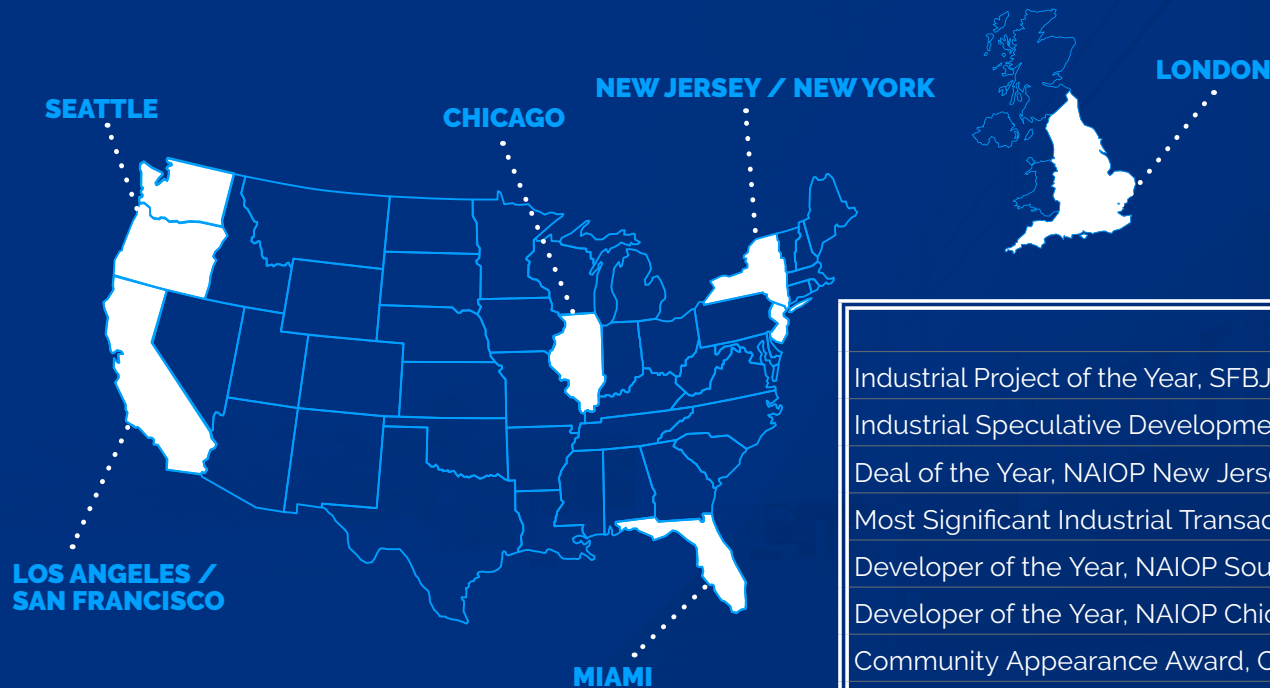 SEATTLE
CHICAGO
NEW JERSEY / NEW YORK
LONDON
LOS ANGELES /
SAN FRANCISCO
MIAMI
Industrial Project of the Year, SFBJ
Industrial Speculative Developme
Deal of the Year, NAIOP New Jers
Most Significant Industrial Transac
Developer of the Year, NAIOP Sou
Developer of the Year, NAIOP Chic
Community Appearance Award, C